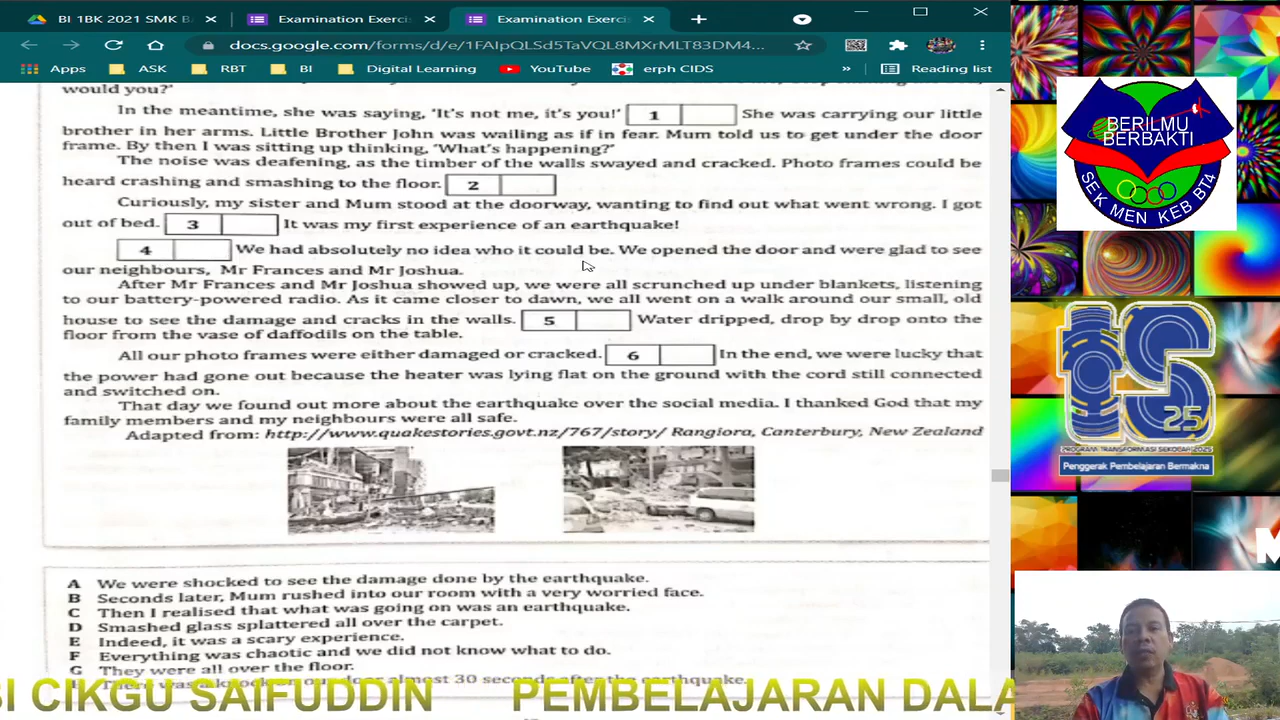 BI 1BK 2021 SMK B
Examination Exerci
Examination Exerci
docs.google.com/forms/d/e/1FAIpQLSd5TaVQL8MXrMLT83DM4...
Apps
ASK
RBT
BI
Digital Learning
YouTube
erph CIDS
»
Reading list
would you?'
In the meantime, she was saying, 'It's not me, it's you!' 1 She was carrying our little
brother in her arms. Little Brother John was wailing as if in fear. Mum told us to get under the door
frame. By then I was sitting up thinking, 'What's happening?'
The noise was deafening, as the timber of the walls swayed and cracked. Photo frames could be
heard crashing and smashing to the floor. 2
Curiously, my sister and Mum stood at the doorway, wanting to find out what went wrong. I got
out of bed. 3 It was my first experience of an earthquake!
4 We had absolutely no idea who it could be. We opened the door and were glad to see
our neighbours, Mr Frances and Mr Joshua.
After Mr Frances and Mr Joshua showed up, we were all scrunched up under blankets, listening
to our battery-powered radio. As it came closer to dawn, we all went on a walk around our small, old
house to see the damage and cracks in the walls. 5 Water dripped, drop by drop onto the
floor from the vase of daffodils on the table.
All our photo frames were either damaged or cracked. 6 In the end, we were lucky that
the power had gone out because the heater was lying flat on the ground with the cord still connected
and switched on.
That day we found out more about the earthquake over the social media. I thanked God that my
family members and my neighbours were all safe.
Adapted from: http://www.quakestories.govt.nz/767/story/ Rangiora, Canterbury, New Zealand
A We were shocked to see the damage done by the earthquake.
B Seconds later, Mum rushed into our room with a very worried face.
C Then I realised that what was going on was an earthquake.
D Smashed glass splattered all over the carpet.
E Indeed, it was a scary experience.
F Everything was chaotic and we did not know what to do.
G They were all over the floor.
almost 30 seconds after the earthquake.
BI CIKGU SAIFUDDIN PEMBELAJARAN DALA
BERILMU
BERBAKTI
SEK MEN KEB BT4
tS
25
PROGRAM TRANSFORMASI SEKOLAH 2025
Penggerak Pembelajaran Bermakna
M